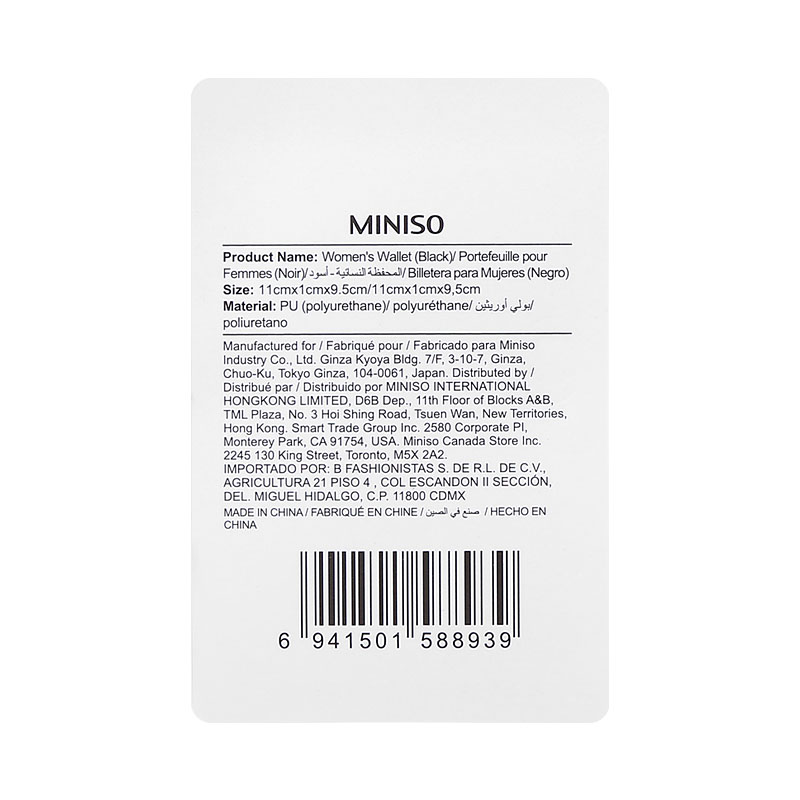 MINISO
Product Name: Women's Wallet (Black)/ Portefeuille pour
Femmes (Noir)/المحفظة النسائية - أسود/ Billetera para Mujeres (Negro)
Size: 11cmx1cmx9.5cm/11cmx1cmx9,5cm
Material: PU (polyurethane)/ polyuréthane/ بولي أوريثين/
poliuretano
Manufactured for / Fabriqué pour / Fabricado para Miniso
Industry Co., Ltd. Ginza Kyoya Bldg. 7/F, 3-10-7, Ginza,
Chuo-Ku, Tokyo Ginza, 104-0061, Japan. Distributed by /
Distribué par / Distribuido por MINISO INTERNATIONAL
HONGKONG LIMITED, D6B Dep., 11th Floor of Blocks A&B,
TML Plaza, No. 3 Hoi Shing Road, Tsuen Wan, New Territories,
Hong Kong. Smart Trade Group Inc. 2580 Corporate Pl,
Monterey Park, CA 91754, USA. Miniso Canada Store Inc.
2245 130 King Street, Toronto, M5X 2A2.
IMPORTADO POR: B FASHIONISTAS S. DE R.L. DE C.V.,
AGRICULTURA 21 PISO 4 , COL ESCANDON II SECCIÓN,
DEL. MIGUEL HIDALGO, C.P. 11800 CDMX
MADE IN CHINA / FABRIQUÉ EN CHINE / صنع في الصين / HECHO EN
CHINA
6 941501 588939